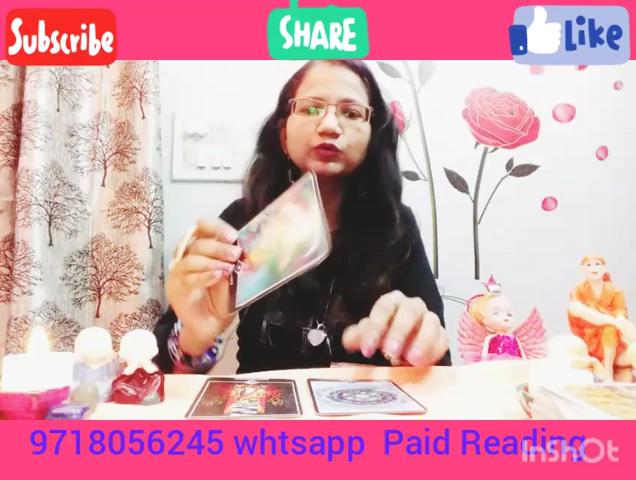 Subscribe
SHARE
Like
9718056245 whtsapp Paid Reading
InShOt